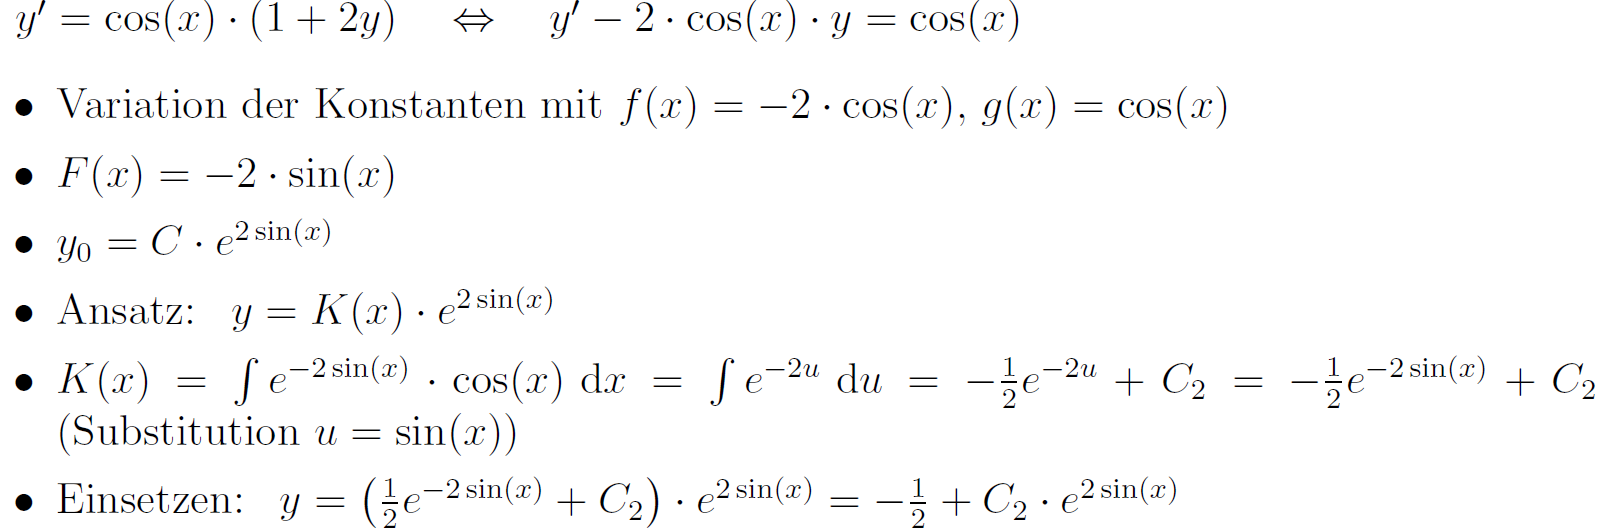 y′ = cos(x) · (1 + 2y) ⇔ y′ − 2 · cos(x) · y = cos(x)
• Variation der Konstanten mit f(x) = −2 · cos(x), g(x) = cos(x)
• F(x) = −2 · sin(x)
• y₀ = C · e^{2 sin(x)}
• Ansatz: y = K(x) · e^{2 sin(x)}
• K(x) = ∫ e^{−2 sin(x)} · cos(x) dx = ∫ e^{−2u} du = −½e^{−2u} + C₂ = −½e^{−2 sin(x)} + C₂
(Substitution u = sin(x))
• Einsetzen: y = (½e^{−2 sin(x)} + C₂) · e^{2 sin(x)} = −½ + C₂ · e^{2 sin(x)}